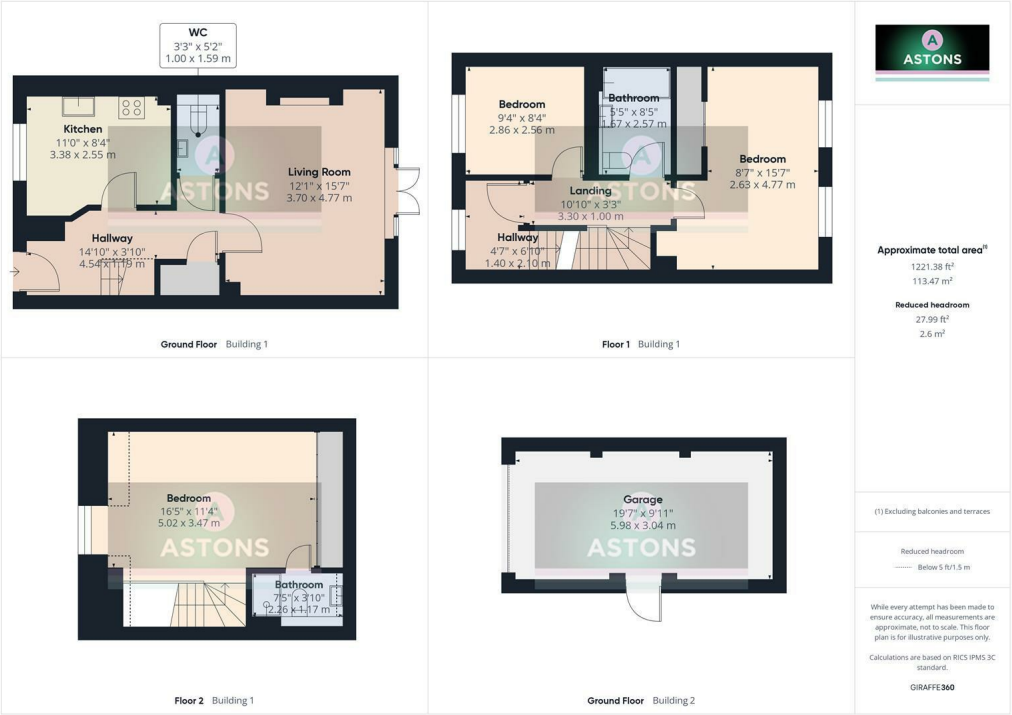 WC
3'3" x 5'2"
1.00 x 1.59 m
Kitchen
11'0" x 8'4"
3.38 x 2.55 m
Living Room
12'1" x 15'7"
3.70 x 4.77 m
Hallway
14'10" x 3'10"
4.54 x 1.19 m
A
ASTONS
Ground Floor Building 1
Bedroom
9'4" x 8'4"
2.86 x 2.56 m
Bathroom
5'5" x 8'5"
1.67 x 2.57 m
Bedroom
8'7" x 15'7"
2.63 x 4.77 m
Landing
10'10" x 3'3"
3.30 x 1.00 m
Hallway
4'7" x 6'10"
1.40 x 2.10 m
A
ASTONS
Floor 1 Building 1
Bedroom
16'5" x 11'4"
5.02 x 3.47 m
Bathroom
7'5" x 3'10"
2.26 x 1.17 m
A
ASTONS
Floor 2 Building 1
Garage
19'7" x 9'11"
5.98 x 3.04 m
A
ASTONS
Ground Floor Building 2
A
ASTONS
Approximate total area(1)
1221.38 ft²
113.47 m²
Reduced headroom
27.99 ft²
2.6 m²
(1) Excluding balconies and terraces
Reduced headroom
Below 5 ft/1.5 m
While every attempt has been made to
ensure accuracy, all measurements are
approximate, not to scale. This floor
plan is for illustrative purposes only.
Calculations are based on RICS IPMS 3C
standard.
GIRAFFE360